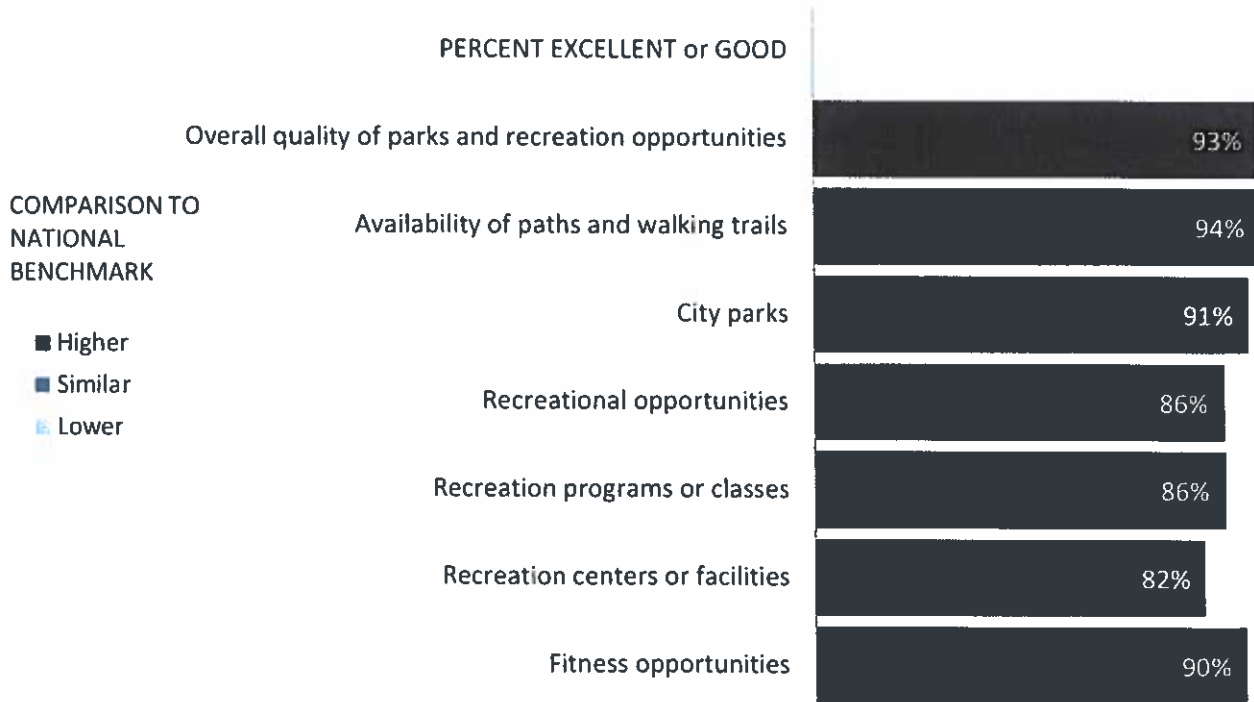 PERCENT EXCELLENT or GOOD
Overall quality of parks and recreation opportunities 93%
COMPARISON TO
NATIONAL
BENCHMARK
Higher
Similar
Lower
Availability of paths and walking trails 94%
City parks 91%
Recreational opportunities 86%
Recreation programs or classes 86%
Recreation centers or facilities 82%
Fitness opportunities 90%